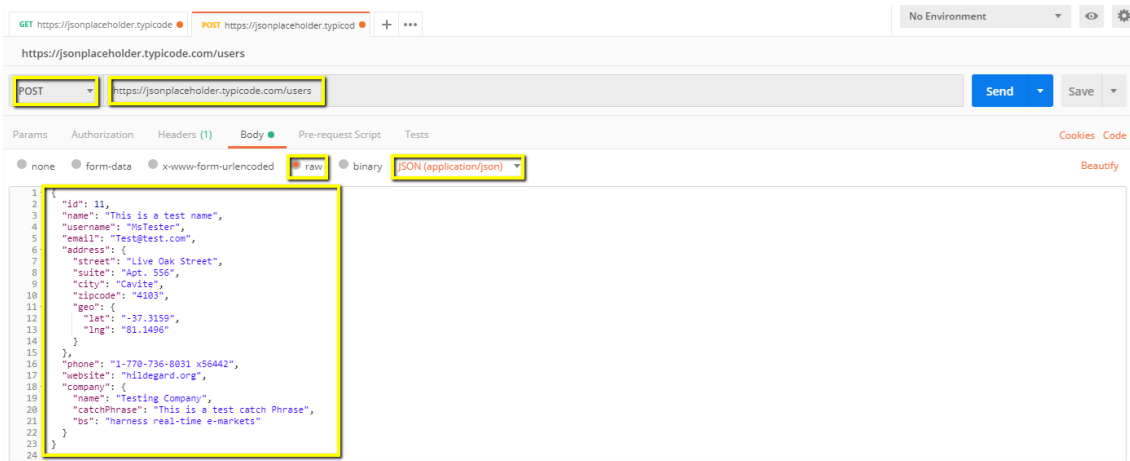 GET https://jsonplaceholder.typicode POST https://jsonplaceholder.typicod + ••• No Environment
https://jsonplaceholder.typicode.com/users
POST https://jsonplaceholder.typicode.com/users Send Save
Params Authorization Headers (1) Body Pre-request Script Tests Cookies Code
none form-data x-www-form-urlencoded raw binary JSON (application/json) Beautify
1 {
2 "id": 11,
3 "name": "This is a test name",
4 "username": "MsTester",
5 "email": "Test@test.com",
6 "address": {
7 "street": "Live Oak Street",
8 "suite": "Apt. 556",
9 "city": "Cavite",
10 "zipcode": "4103",
11 "geo": {
12 "lat": "-37.3159",
13 "lng": "81.1496"
14 }
15 },
16 "phone": "1-770-736-8031 x56442",
17 "website": "hildegard.org",
18 "company": {
19 "name": "Testing Company",
20 "catchPhrase": "This is a test catch Phrase",
21 "bs": "harness real-time e-markets"
22 }
23 }
24